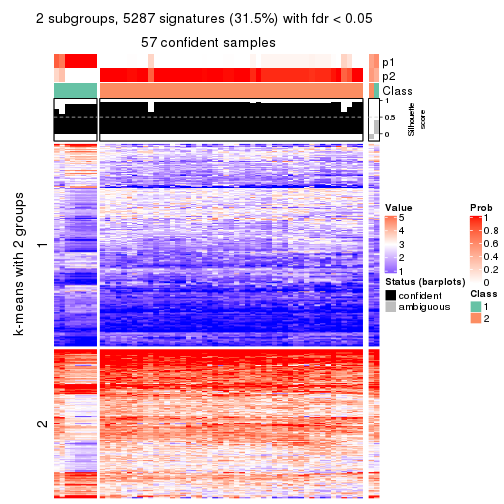 2 subgroups, 5287 signatures (31.5%) with fdr < 0.05
57 confident samples
p1
p2
Class
1
0.5
0
Silhouette
score
k-means with 2 groups
1
2
Value
5
4
3
2
1
Prob
1
0.8
0.6
0.4
0.2
0
Status (barplots)
confident
ambiguous
Class
1
2